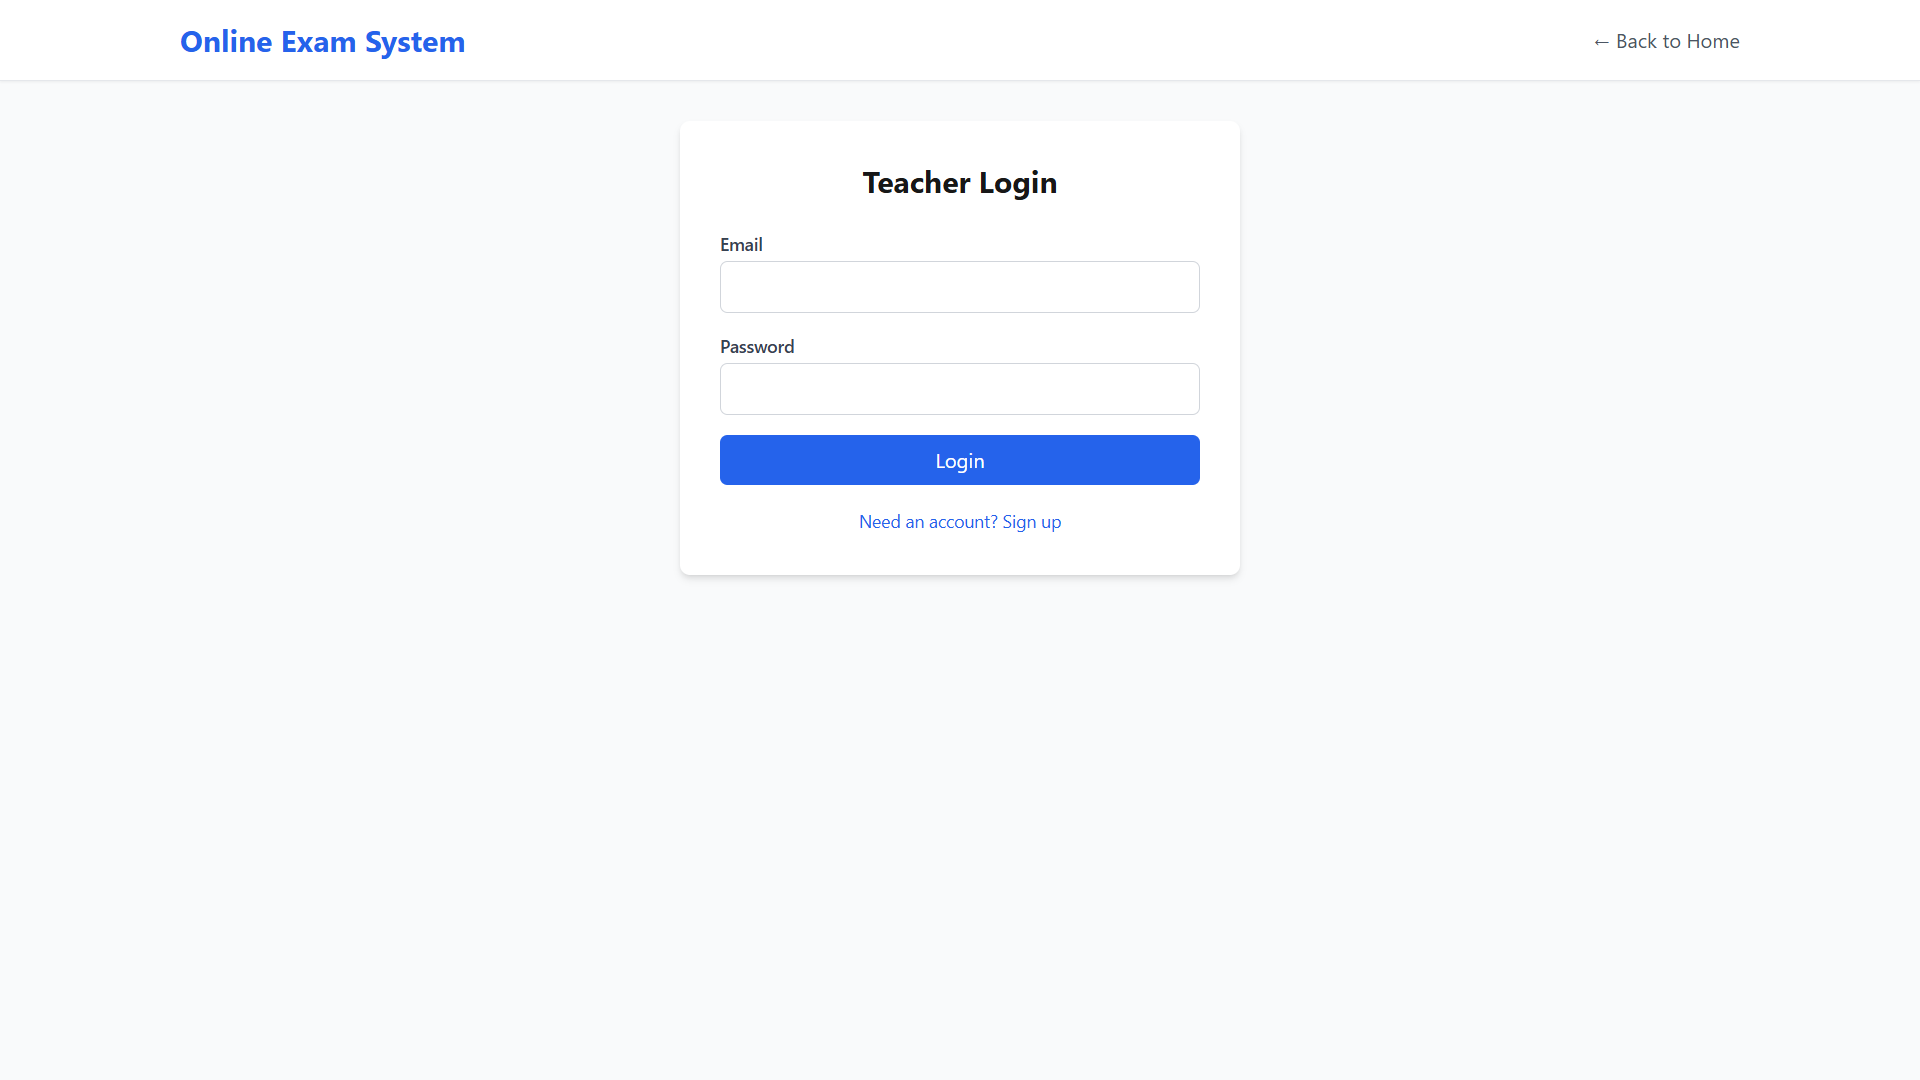 Online Exam System
← Back to Home
Teacher Login
Email
Password
Login
Need an account? Sign up